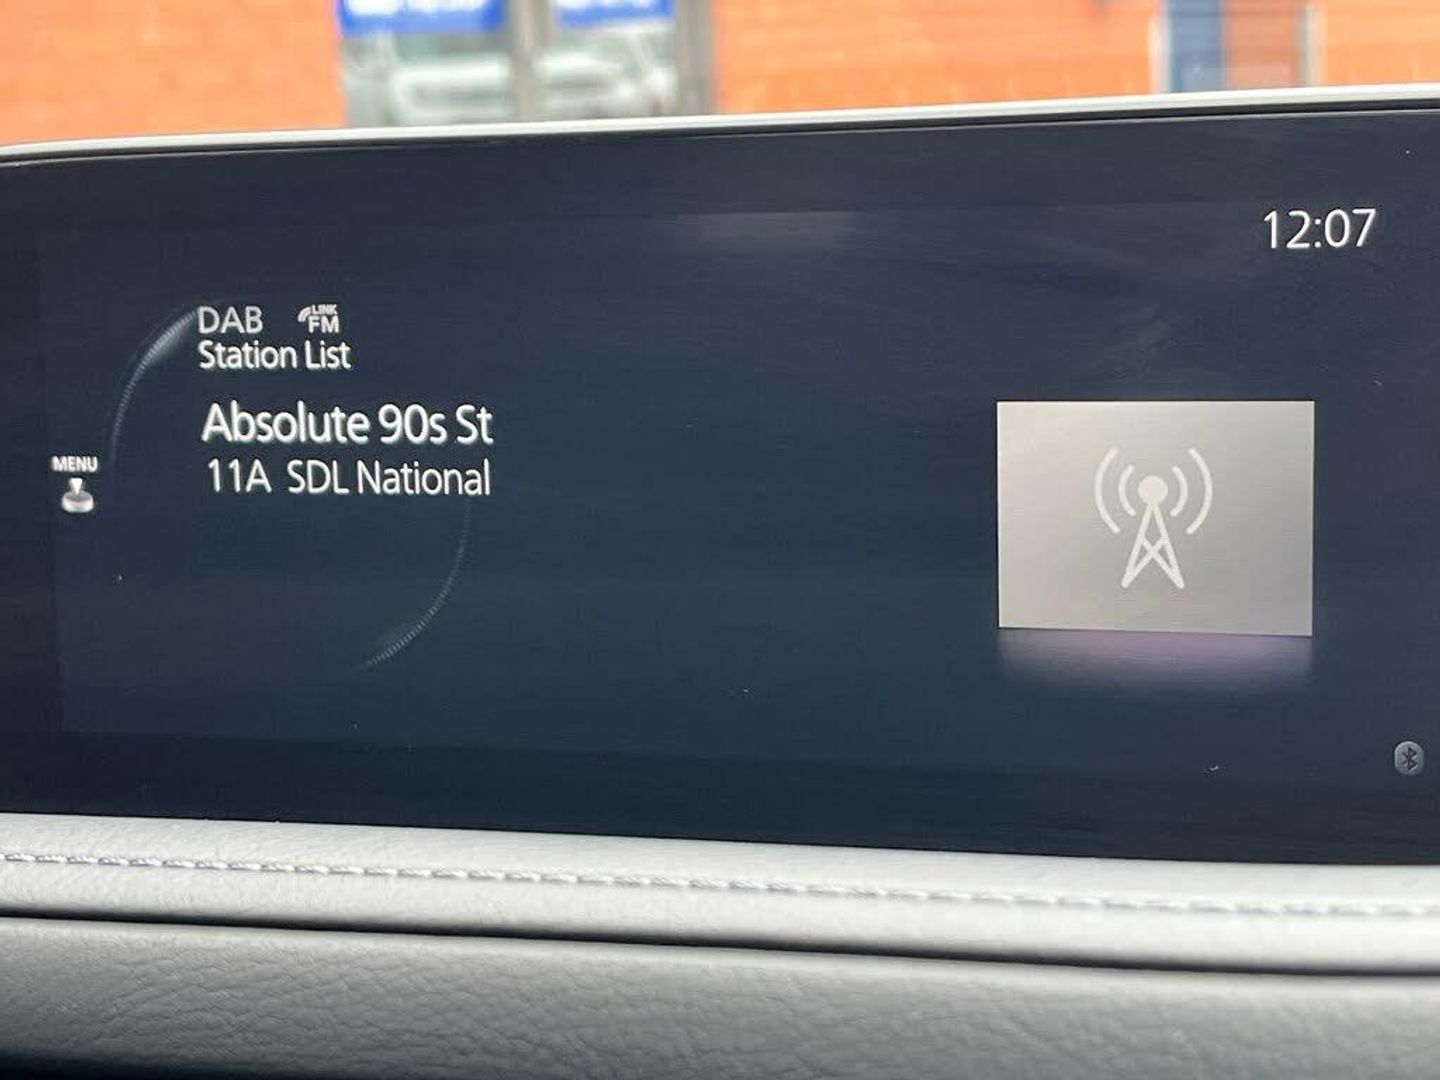 12:07
DAB LINK FM
Station List
Absolute 90s St
11A SDL National
MENU